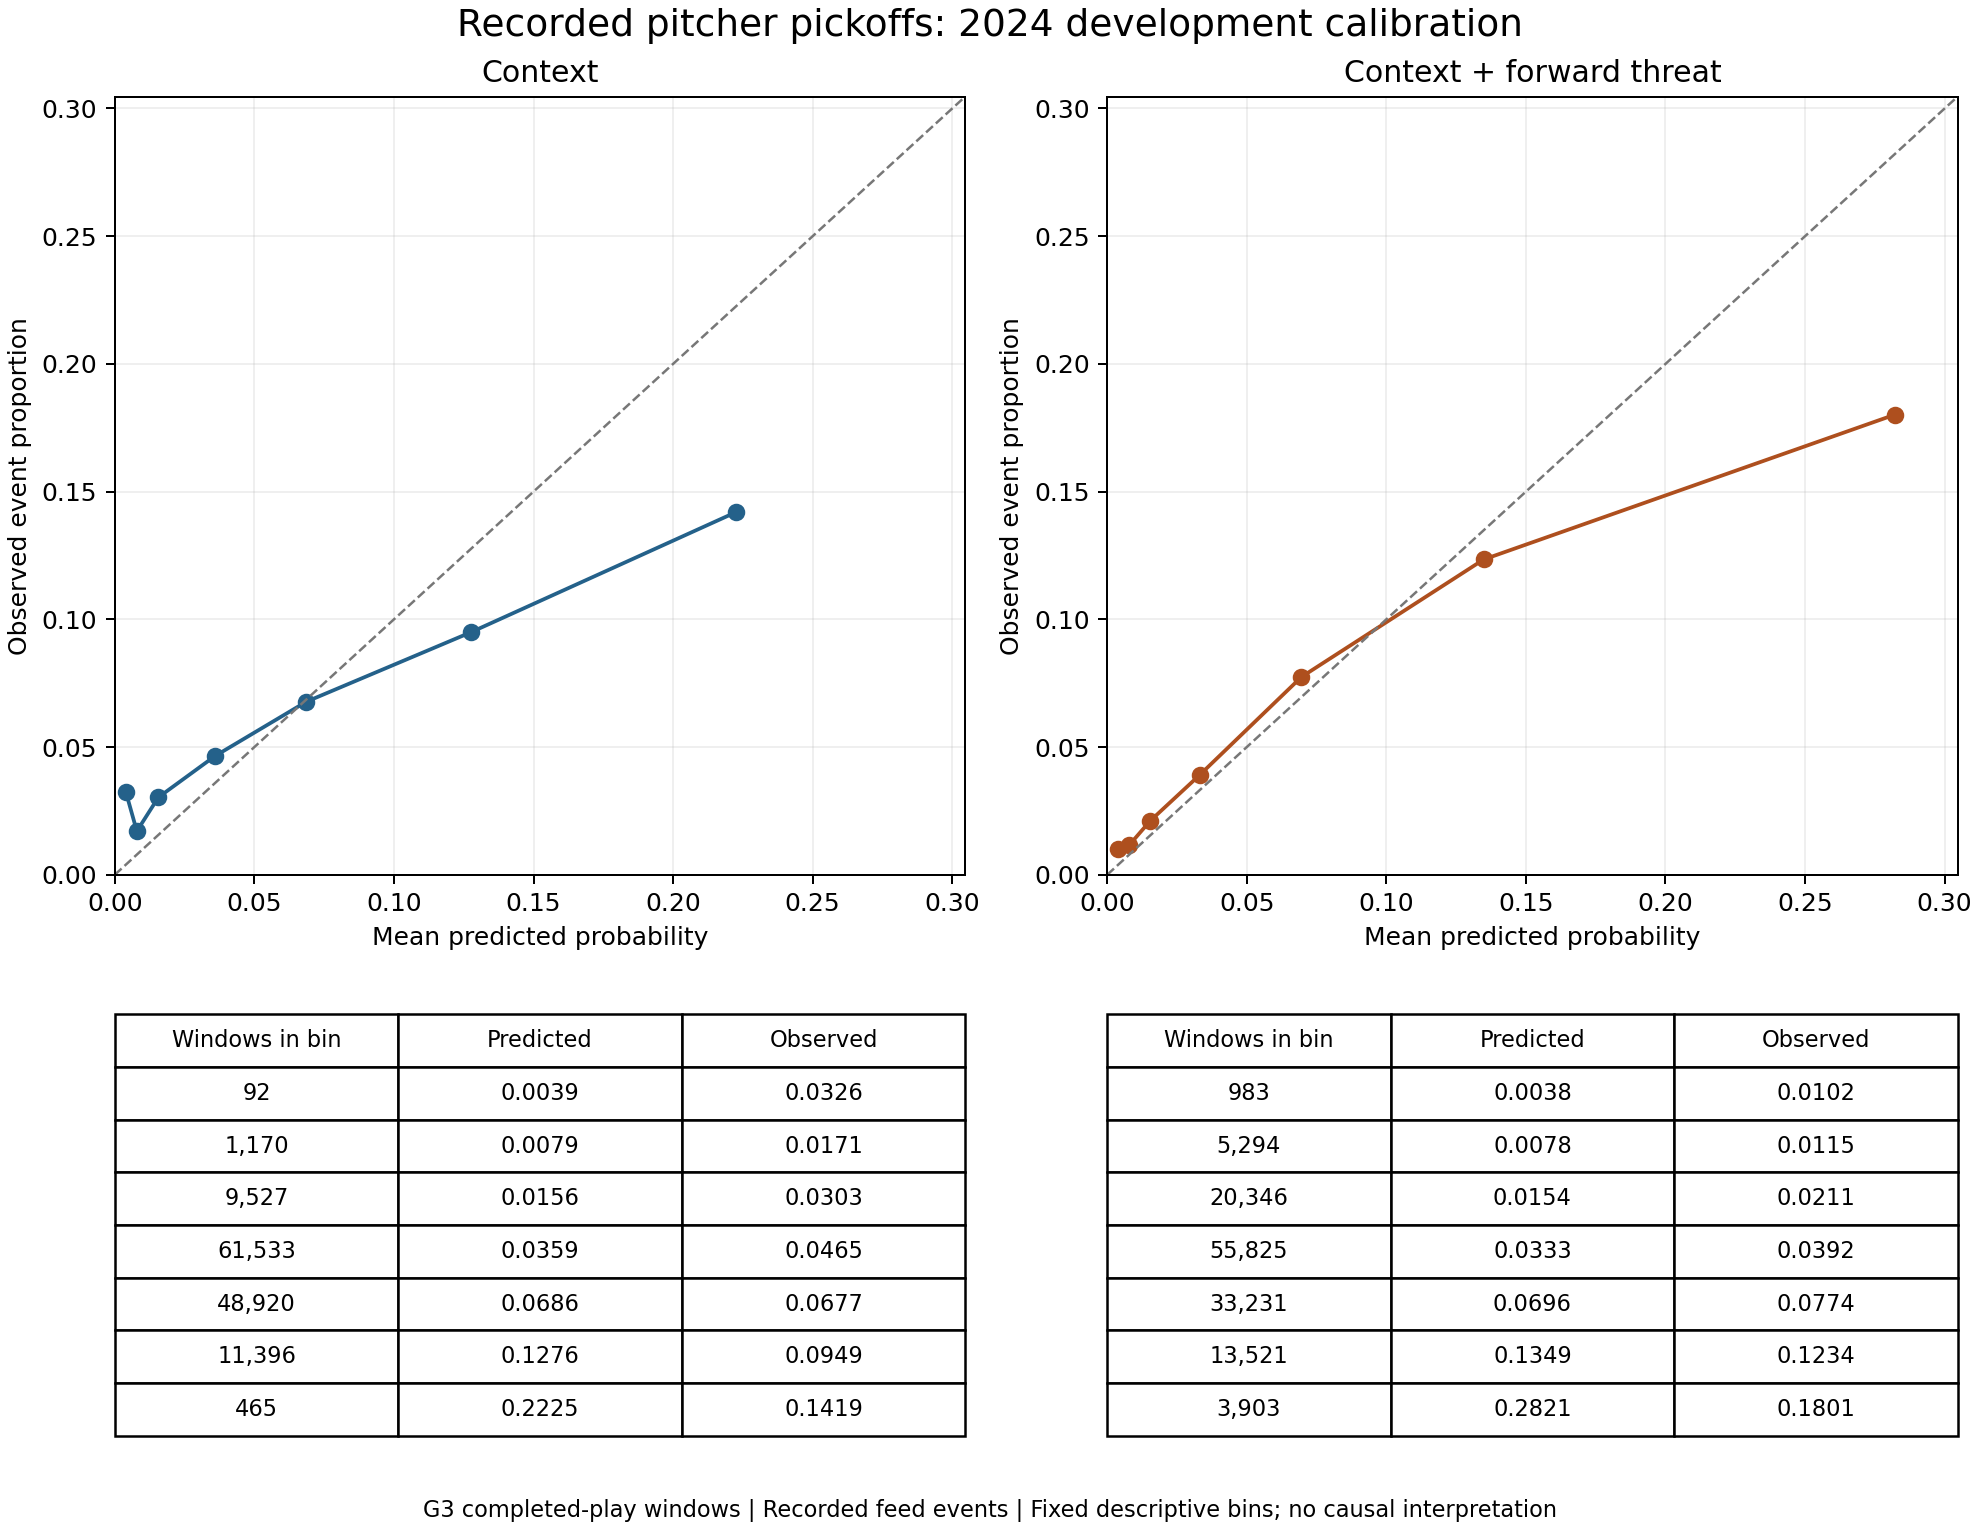 Recorded pitcher pickoffs: 2024 development calibration
Context
0.30
0.25
0.20
0.15
0.10
0.05
0.00
Observed event proportion
0.00 0.05 0.10 0.15 0.20 0.25 0.30
Mean predicted probability
Context + forward threat
0.30
0.25
0.20
0.15
0.10
0.05
0.00
Observed event proportion
0.00 0.05 0.10 0.15 0.20 0.25 0.30
Mean predicted probability
Windows in bin Predicted Observed
92 0.0039 0.0326
1,170 0.0079 0.0171
9,527 0.0156 0.0303
61,533 0.0359 0.0465
48,920 0.0686 0.0677
11,396 0.1276 0.0949
465 0.2225 0.1419
Windows in bin Predicted Observed
983 0.0038 0.0102
5,294 0.0078 0.0115
20,346 0.0154 0.0211
55,825 0.0333 0.0392
33,231 0.0696 0.0774
13,521 0.1349 0.1234
3,903 0.2821 0.1801
G3 completed-play windows | Recorded feed events | Fixed descriptive bins; no causal interpretation